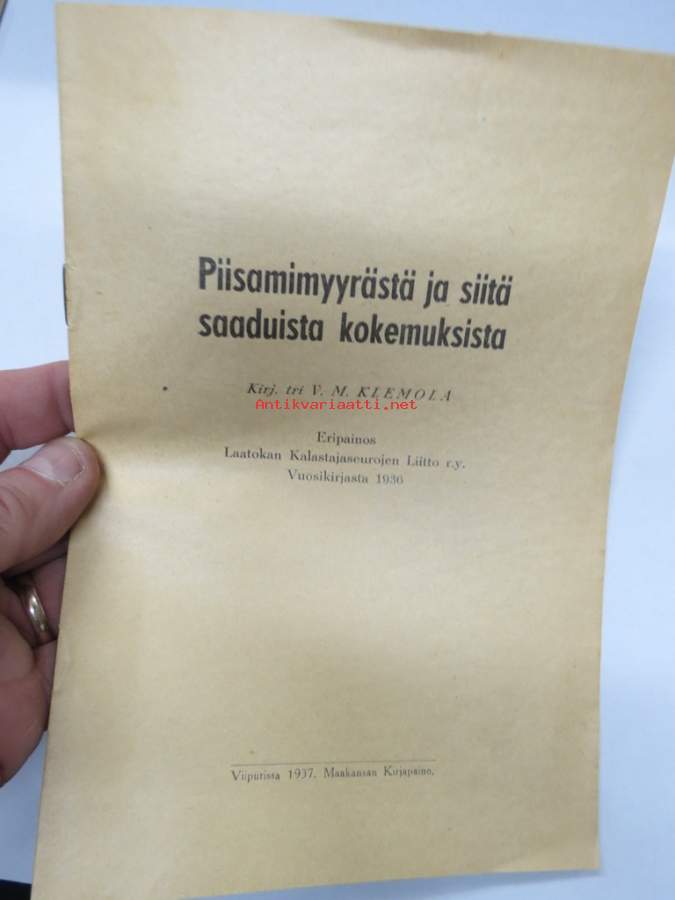 Piisamimyyrästä ja siitä
saaduista kokemuksista
Kirj. tri V. M. KLEMOLA
Antikvariaatti.net
Eripainos
Laatokan Kalastajaseurojen Liitto r.y.
Vuosikirjasta 1936
Viipurissa 1937. Maakansan Kirjapaino.